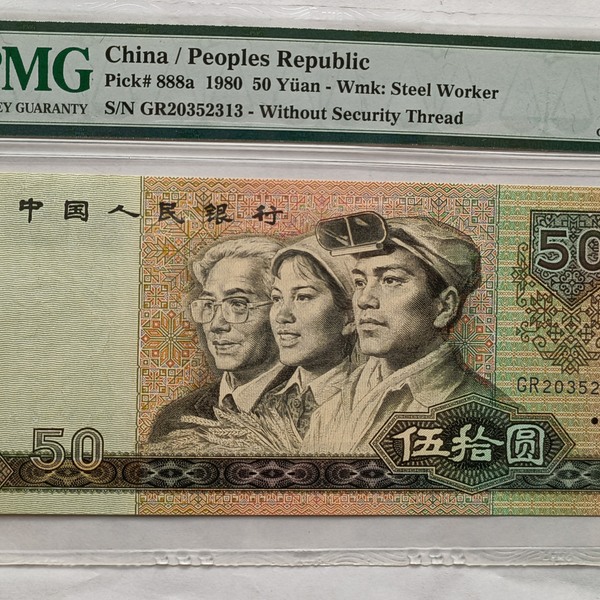 PMG
China / Peoples Republic
Pick# 888a 1980 50 Yüan - Wmk: Steel Worker
EY GUARANTY
S/N GR20352313 - Without Security Thread
中国人民银行
50
GR20352
50
伍拾圆